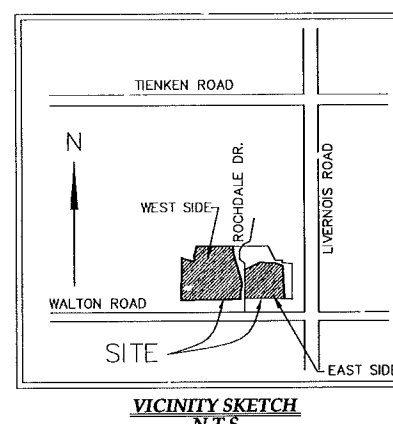 TIENKEN ROAD
N
ROCHDALE DR.
LIVERNOIS ROAD
WEST SIDE
WALTON ROAD
SITE
EAST SIDE
VICINITY SKETCH
N.T.S.